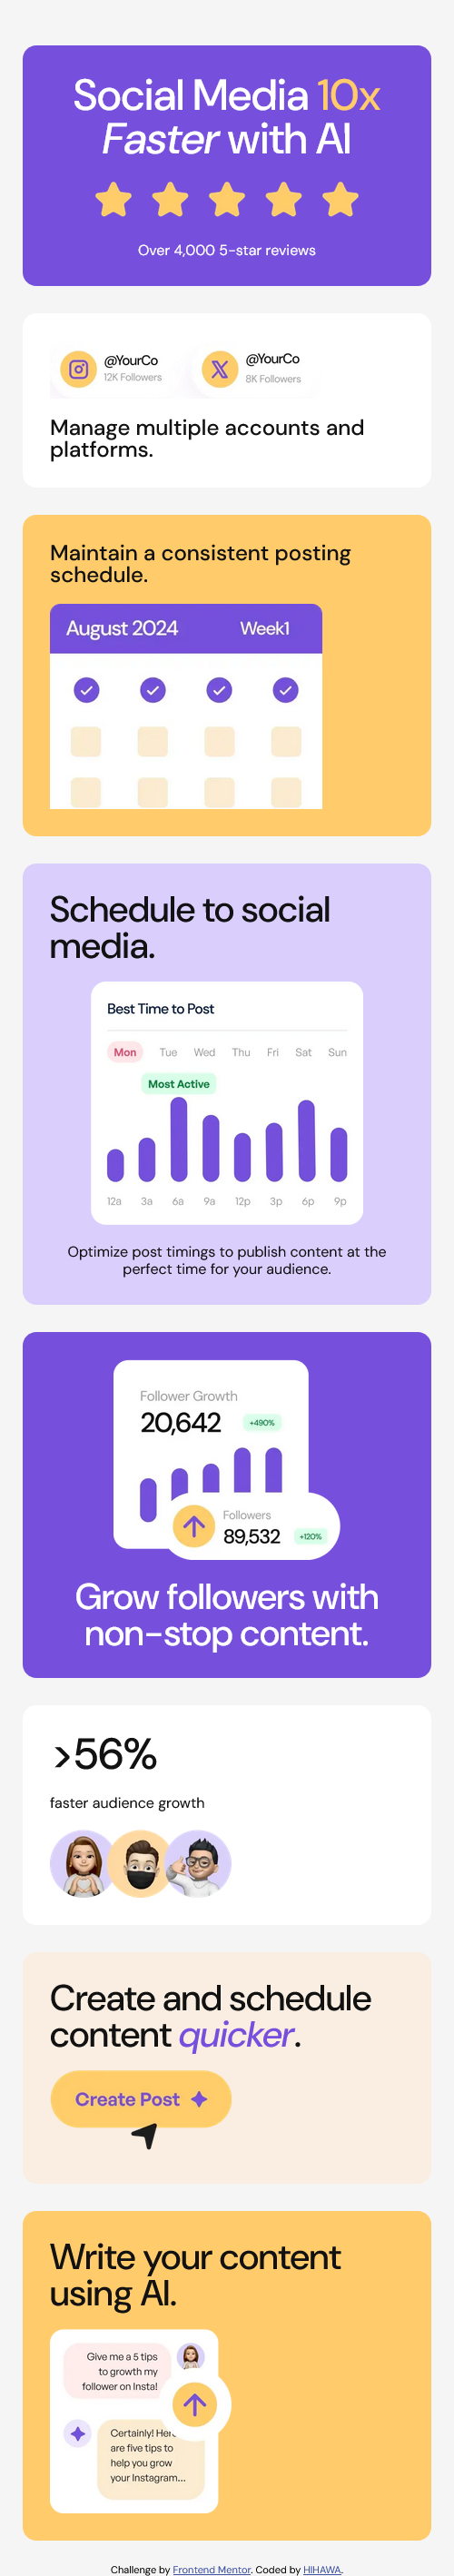 Social Media 10x
Faster with AI
Over 4,000 5-star reviews
@YourCo
12K Followers
@YourCo
8K Followers
Manage multiple accounts and
platforms.
Maintain a consistent posting
schedule.
August 2024 Week1
Schedule to social
media.
Best Time to Post
Mon Tue Wed Thu Fri Sat Sun
Most Active
12a 3a 6a 9a 12p 3p 6p 9p
Optimize post timings to publish content at the
perfect time for your audience.
Follower Growth
20,642 +490%
Followers
89,532 +120%
Grow followers with
non-stop content.
>56%
faster audience growth
Create and schedule
content quicker.
Create Post
Write your content
using AI.
Give me a 5 tips
to growth my
follower on Insta!
Certainly! Here
are five tips to
help you grow
your Instagram...
Challenge by Frontend Mentor. Coded by HIHAWA.